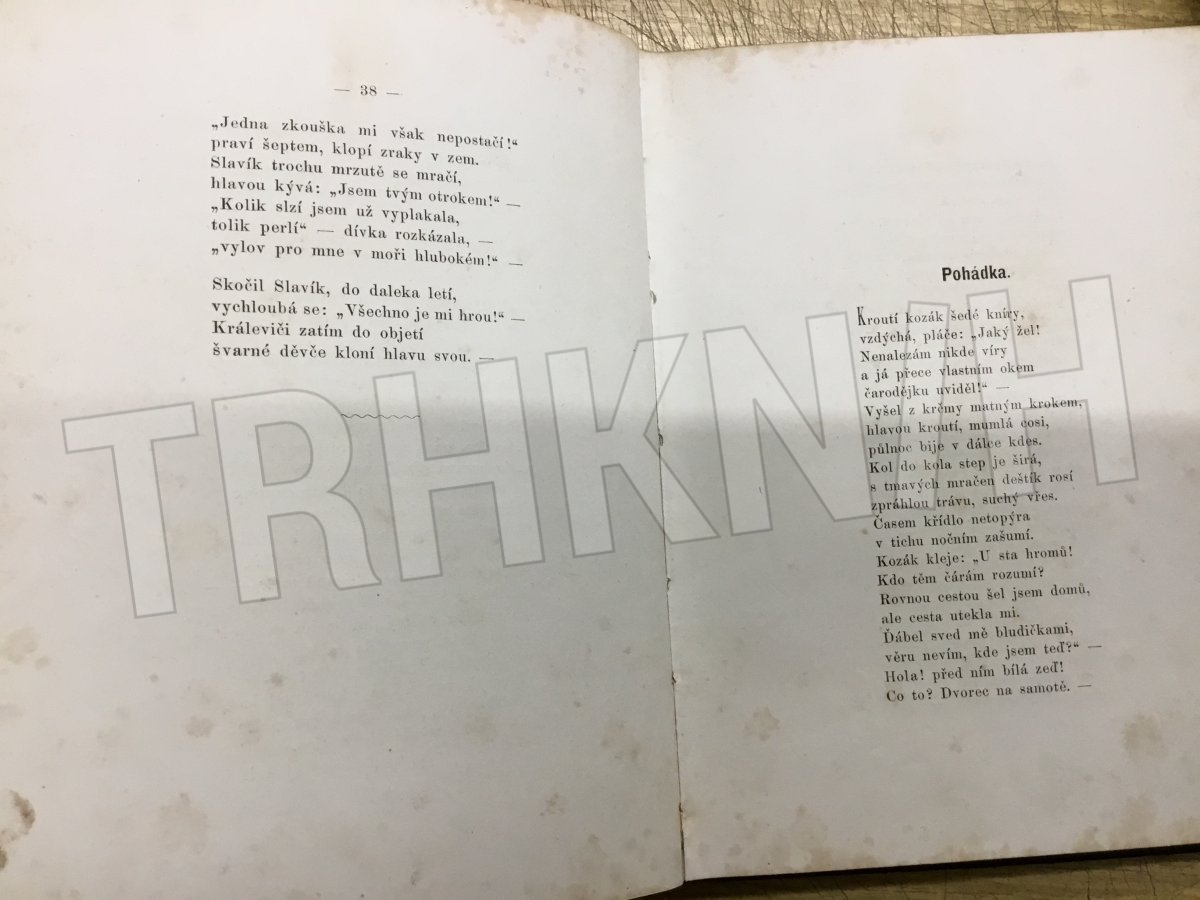 — 38 —
„Jedna zkouška mi však nepostačí!“
praví šeptem, klopí zraky v zem.
Slavík trochu mrzutě se mračí,
hlavou kývá: „Jsem tvým otrokem!“ —
„Kolik slzí jsem už vyplakala,
tolik perlí“ — dívka rozkázala, —
„vylov pro mne v moři hlubokém!“ —
Skočil Slavík, do daleka letí,
vychloubá se: „Všechno je mi hrou!“ —
Králeviči zatím do objetí
švarné děvče kloní hlavu svou. —
Pohádka.
Kroutí kozák šedé kníry,
vzdýchá, pláče: „Jaký žel!
Nenalezám nikde víry
a já přece vlastním okem
čarodějku uviděl!“ —
Vyšel z krčmy matným krokem,
hlavou kroutí, mumlá cosi,
půlnoc bije v dálce kdes.
Kol do kola step je širá,
s tmavých mračen deštík rosí
zpráhlou trávu, suchý vřes.
Časem křídlo netopýra
v tichu nočním zašumí.
Kozák kleje: „U sta hromů!
Kdo těm čárám rozumí?
Rovnou cestou šel jsem domů,
ale cesta utekla mi.
Ďábel sved mě bludičkami,
věru nevím, kde jsem teď?“ —
Hola! před ním bílá zeď!
Co to? Dvorec na samotě. —
TRHKNIH